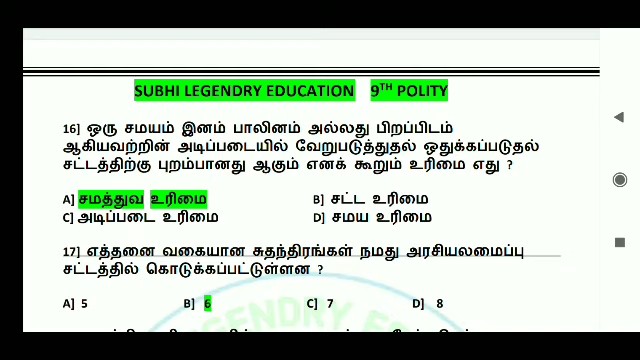 SUBHI LEGENDRY EDUCATION 9TH POLITY
16] ஒரு சமயம் இனம் பாலினம் அல்லது பிறப்பிடம்
ஆகியவற்றின் அடிப்படையில் வேறுபடுத்துதல் ஒதுக்கப்படுதல்
சட்டத்திற்கு புறம்பானது ஆகும் எனக் கூறும் உரிமை எது ?
A] சமத்துவ உரிமை B] சட்ட உரிமை
C] அடிப்படை உரிமை D] சமய உரிமை
17] எத்தனை வகையான சுதந்திரங்கள் நமது அரசியலமைப்பு
சட்டத்தில் கொடுக்கப்பட்டுள்ளன ?
A] 5 B] 6 C] 7 D] 8